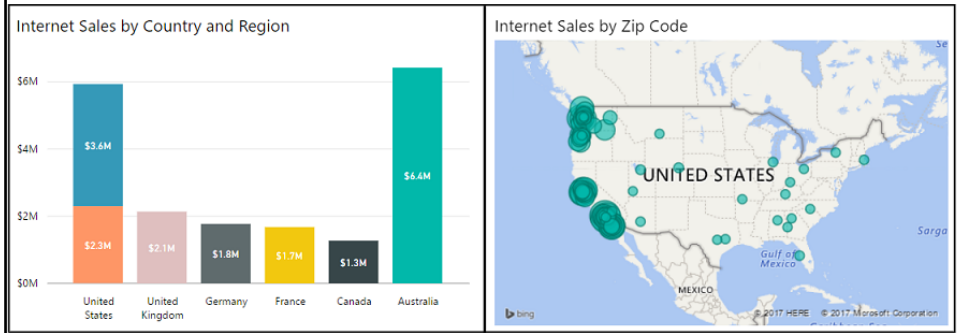 Internet Sales by Country and Region
$6M
$4M
$2M
$0M
$3.6M
$2.3M
$2.1M
$1.8M
$1.7M
$1.3M
$6.4M
United
States
United
Kingdom
Germany
France
Canada
Australia
Internet Sales by Zip Code
UNITED STATES
Sarga
Gulf of
Mexico
MEXICO
bing
© 2017 HERE © 2017 Microsoft Corporation